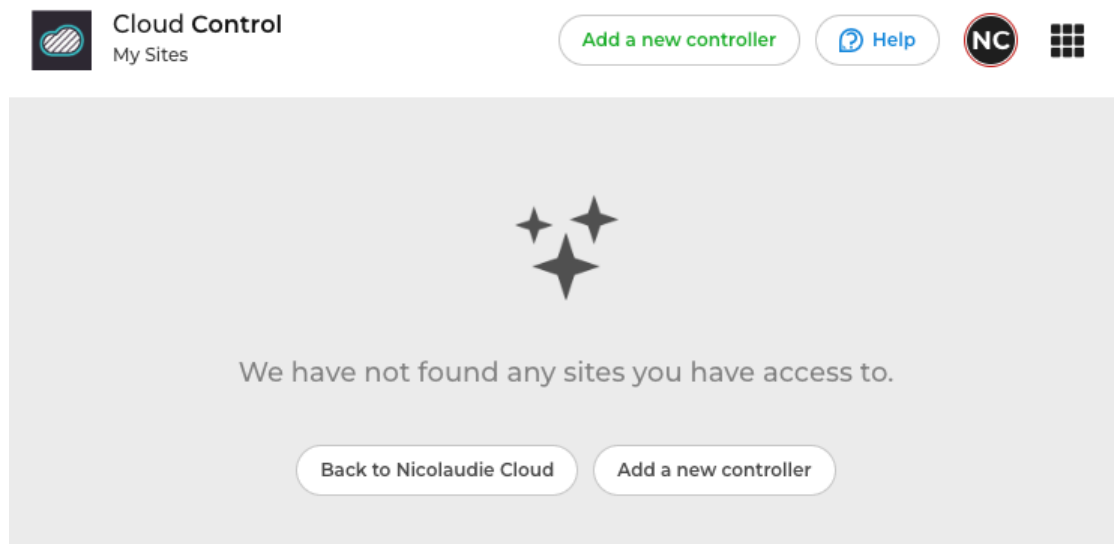 Cloud Control
My Sites
Add a new controller
Help
NC
We have not found any sites you have access to.
Back to Nicolaudie Cloud
Add a new controller